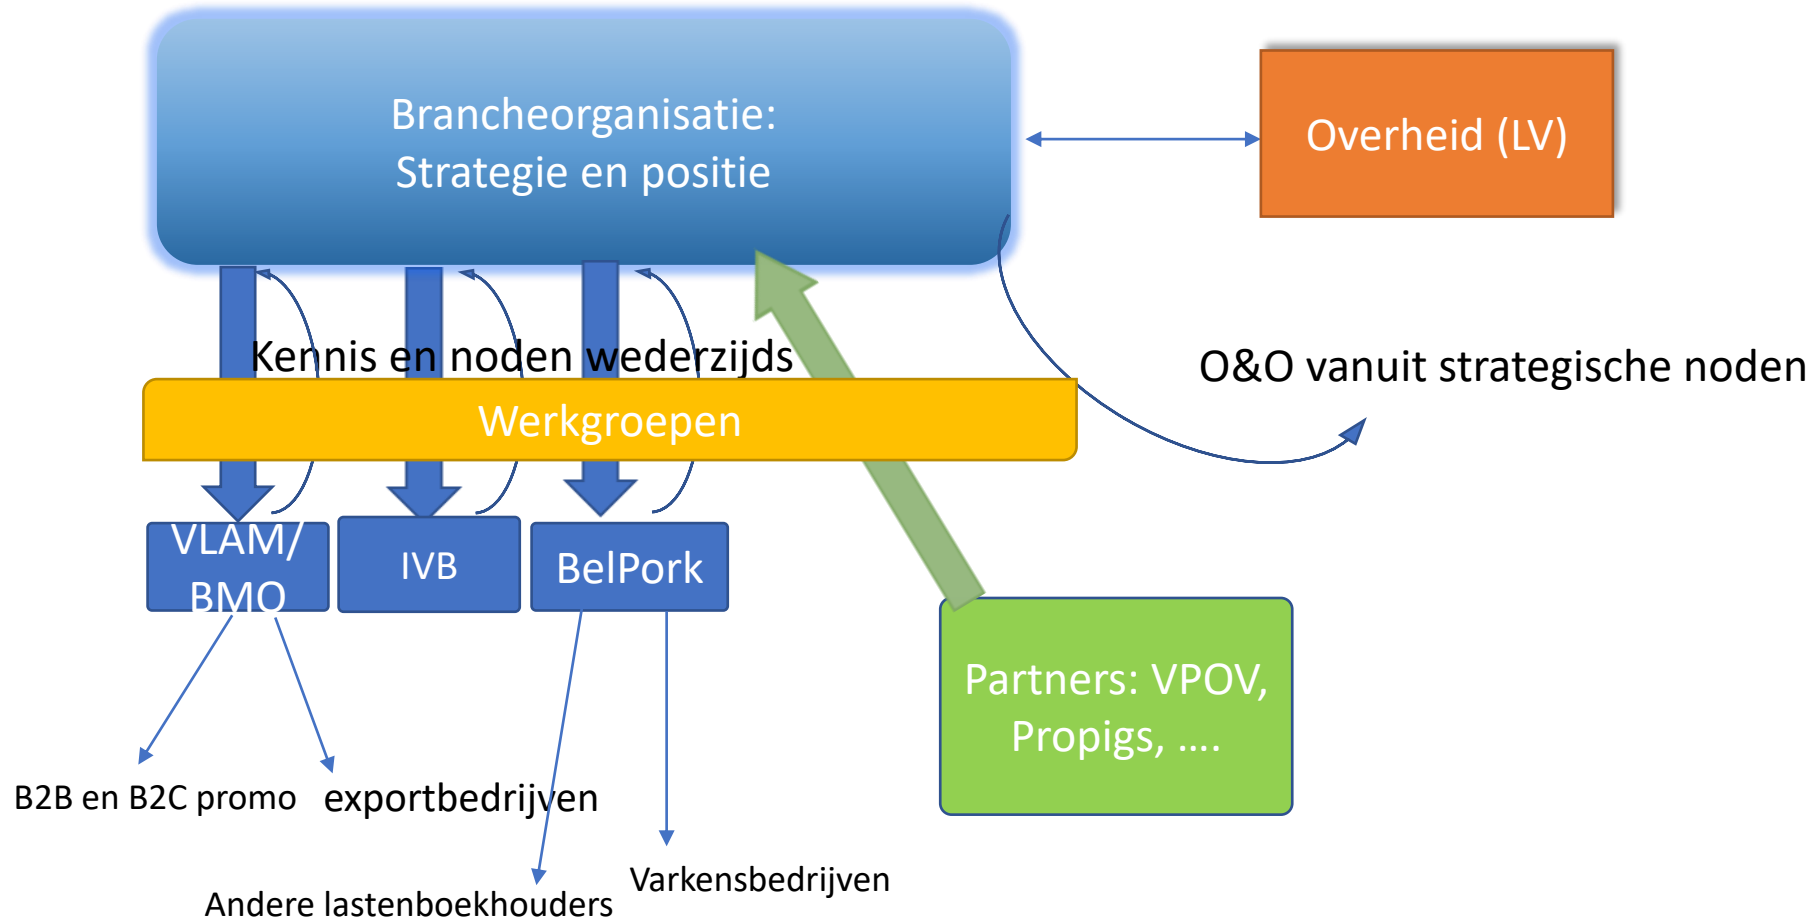 Brancheorganisatie:
Strategie en positie
Overheid (LV)
Kennis en noden wederzijds
O&O vanuit strategische noden
Werkgroepen
VLAM/
BMO
IVB
BelPork
Partners: VPOV,
Propigs, ....
B2B en B2C promo
exportbedrijven
Varkensbedrijven
Andere lastenboekhouders